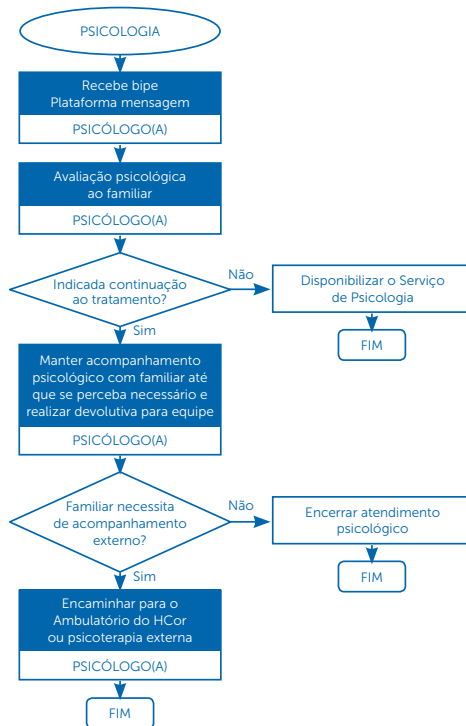 PSICOLOGIA
Recebe bipe
Plataforma mensagem
PSICÓLOGO(A)
Avaliação psicológica
ao familiar
PSICÓLOGO(A)
Indicada continuação
ao tratamento?
Não
Disponibilizar o Serviço
de Psicologia
FIM
Sim
Manter acompanhamento
psicológico com familiar até
que se perceba necessário e
realizar devolutiva para equipe
PSICÓLOGO(A)
Familiar necessita
de acompanhamento
externo?
Não
Encerrar atendimento
psicológico
FIM
Sim
Encaminhar para o
Ambulatório do HCor
ou psicoterapia externa
PSICÓLOGO(A)
FIM